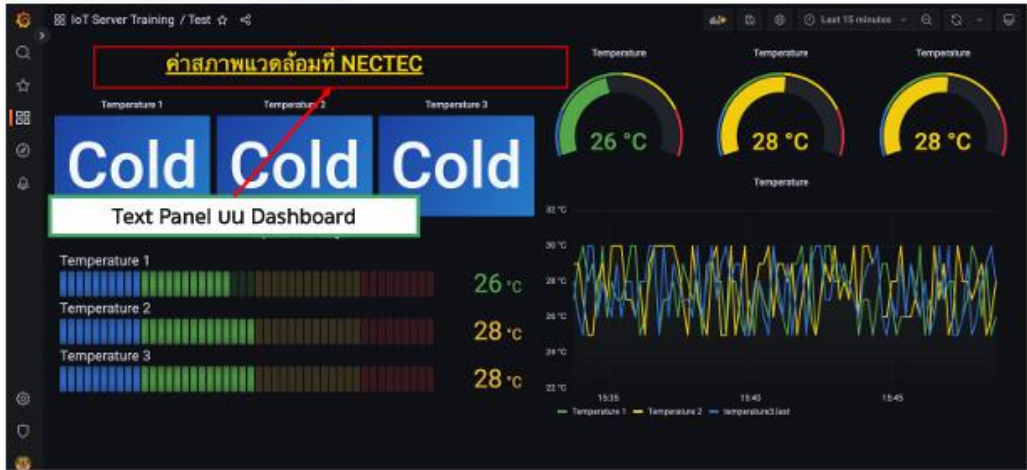 IoT Server Training / Test
Last 15 minutes
ค่าสภาพแวดล้อมที่ NECTEC
Temperature 1
Temperature 2
Temperature 3
Cold
Cold
Cold
Text Panel บน Dashboard
Temperature 1
26 °C
Temperature 2
28 °C
Temperature 3
28 °C
Temperature
Temperature
Temperature
26 °C
28 °C
28 °C
Temperature
32 °C
30 °C
28 °C
26 °C
24 °C
22 °C
15:35
15:40
15:45
Temperature 1
Temperature 2
temperature3.last